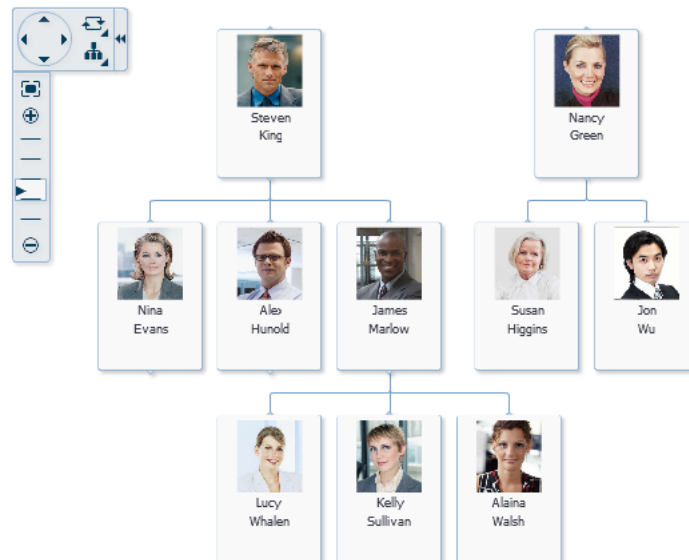 Steven
King
Nancy
Green
Nina
Evans
Alex
Hunold
James
Marlow
Susan
Higgins
Jon
Wu
Lucy
Whalen
Kelly
Sullivan
Alaina
Walsh